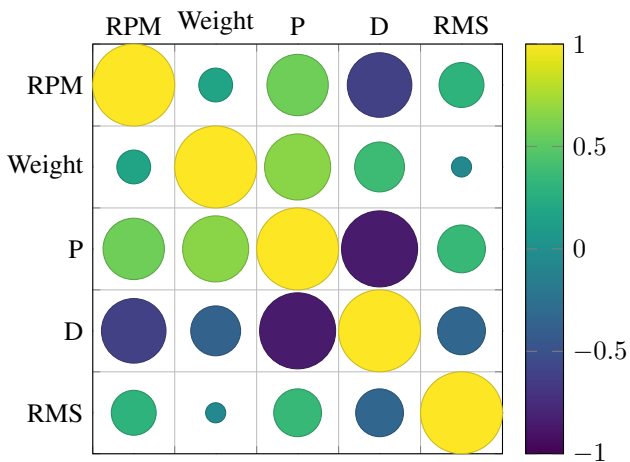 RPM Weight P D RMS
RPM
Weight
P
D
RMS
1
0.5
0
−0.5
−1